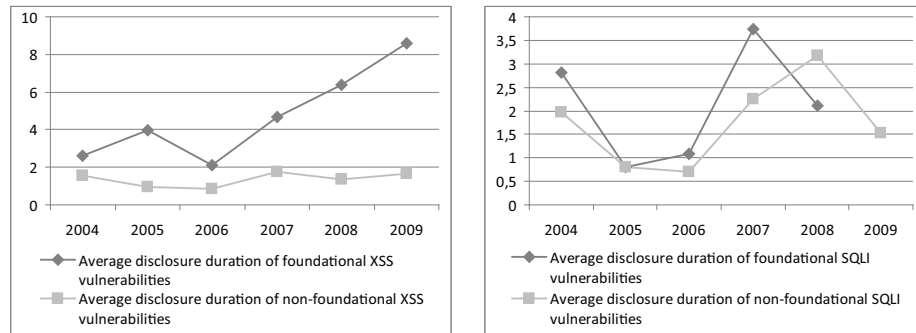 10
8
6
4
2
0
2004 2005 2006 2007 2008 2009
Average disclosure duration of foundational XSS
vulnerabilities
Average disclosure duration of non-foundational XSS
vulnerabilities
4
3,5
3
2,5
2
1,5
1
0,5
0
2004 2005 2006 2007 2008 2009
Average disclosure duration of foundational SQLI
vulnerabilities
Average disclosure duration of non-foundational SQLI
vulnerabilities